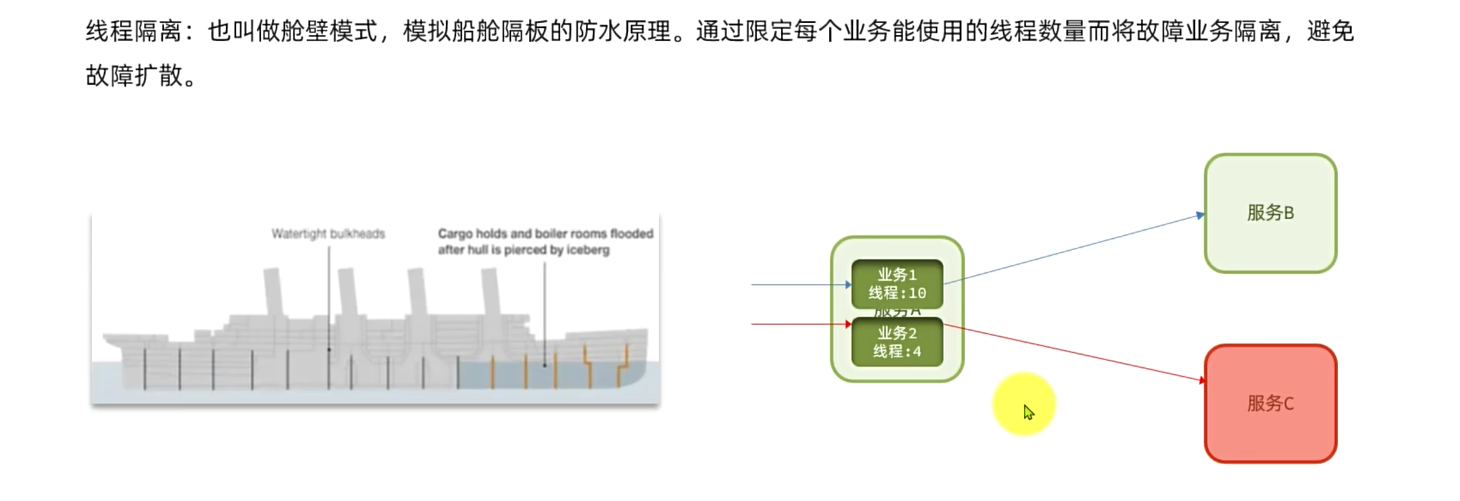 线程隔离：也叫做舱壁模式，模拟船舱隔板的防水原理。通过限定每个业务能使用的线程数量而将故障业务隔离，避免
故障扩散。
Watertight bulkheads
Cargo holds and boiler rooms flooded
after hull is pierced by iceberg
业务1
线程:10
服务A
业务2
线程:4
服务B
服务C